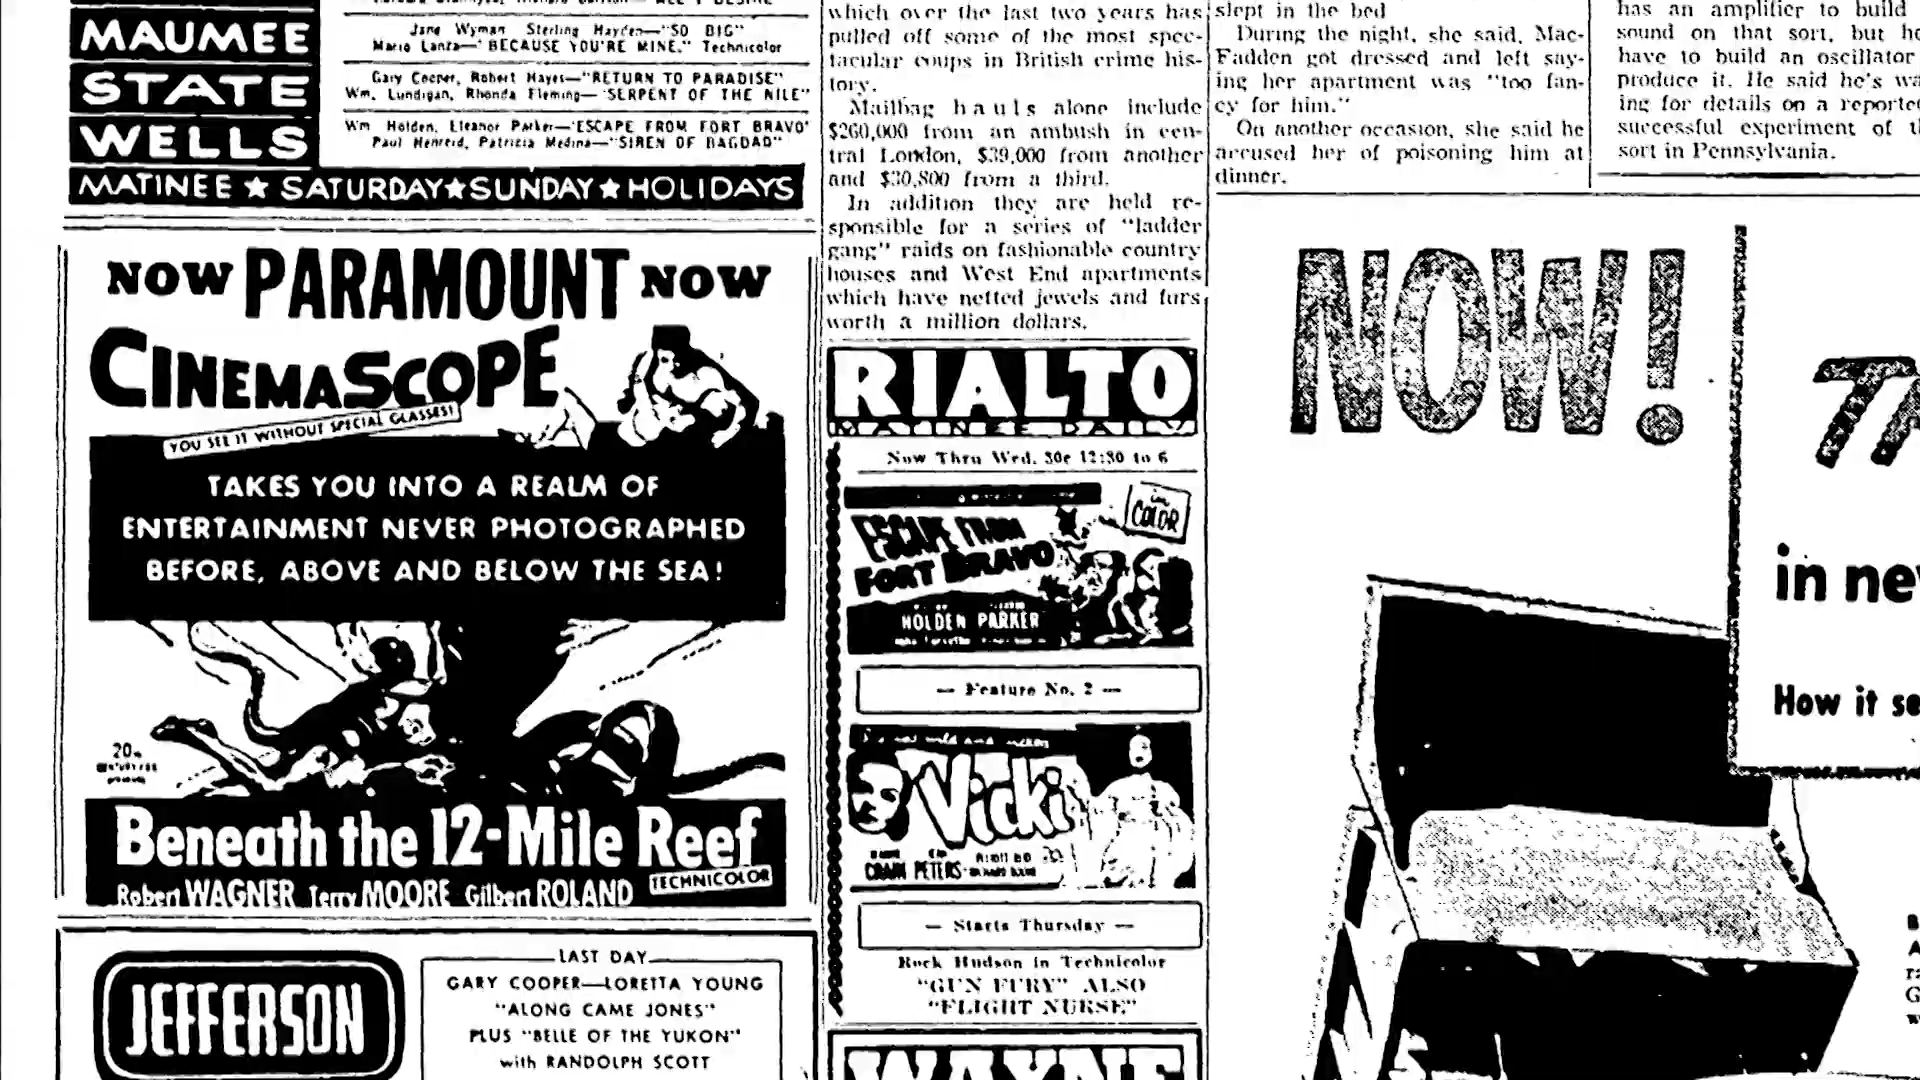 MAUMEE
Jane Wyman Sterling Hayden—"SO BIG"
Mario Lanza—"BECAUSE YOU'RE MINE," Technicolor
STATE
Gary Cooper, Robert Hayes—"RETURN TO PARADISE"
Wm. Lundigan, Rhonda Fleming—"SERPENT OF THE NILE"
WELLS
Wm Holden, Eleanor Parker—"ESCAPE FROM FORT BRAVO"
Paul Henreid, Patricia Medina—"SIREN OF BAGDAD"
MATINEE ★ SATURDAY★SUNDAY★HOLIDAYS
NOW PARAMOUNT NOW
CINEMASCOPE
YOU SEE IT WITHOUT SPECIAL GLASSES!
TAKES YOU INTO A REALM OF
ENTERTAINMENT NEVER PHOTOGRAPHED
BEFORE, ABOVE AND BELOW THE SEA!
20th
Beneath the 12-Mile Reef
Robert WAGNER Terry MOORE Gilbert ROLAND
TECHNICOLOR
JEFFERSON
LAST DAY
GARY COOPER—LORETTA YOUNG
"ALONG CAME JONES"
PLUS "BELLE OF THE YUKON"
with RANDOLPH SCOTT
which over the last two years has
pulled off some of the most spec-
tacular coups in British crime his-
tory.
Mailbag hauls alone include
$260,000 from an ambush in cen-
tral London, $39,000 from another
and $30,800 from a third.
In addition they are held re-
sponsible for a series of "ladder
gang" raids on fashionable country
houses and West End apartments
which have netted jewels and furs
worth a million dollars.
RIALTO
MATINEE DAILY
Now Thru Wed. 30c 12:30 to 6
COLOR
ESCAPE FROM
FORT BRAVO
HOLDEN PARKER
— Feature No. 2 —
Vicki
CRAIN PETERS
— Starts Thursday —
Rock Hudson in Technicolor
"GUN FURY" ALSO
"FLIGHT NURSE"
WAYNE
slept in the bed
During the night, she said, Mac-
Fadden got dressed and left say-
ing her apartment was "too fan-
cy for him."
On another occasion, she said he
accused her of poisoning him at
dinner.
has an amplifier to build
sound on that sort, but he
have to build an oscillator
produce it. He said he's wa
ing for details on a reporte
successful experiment of th
sort in Pennsylvania.
NOW!
in ne
How it se